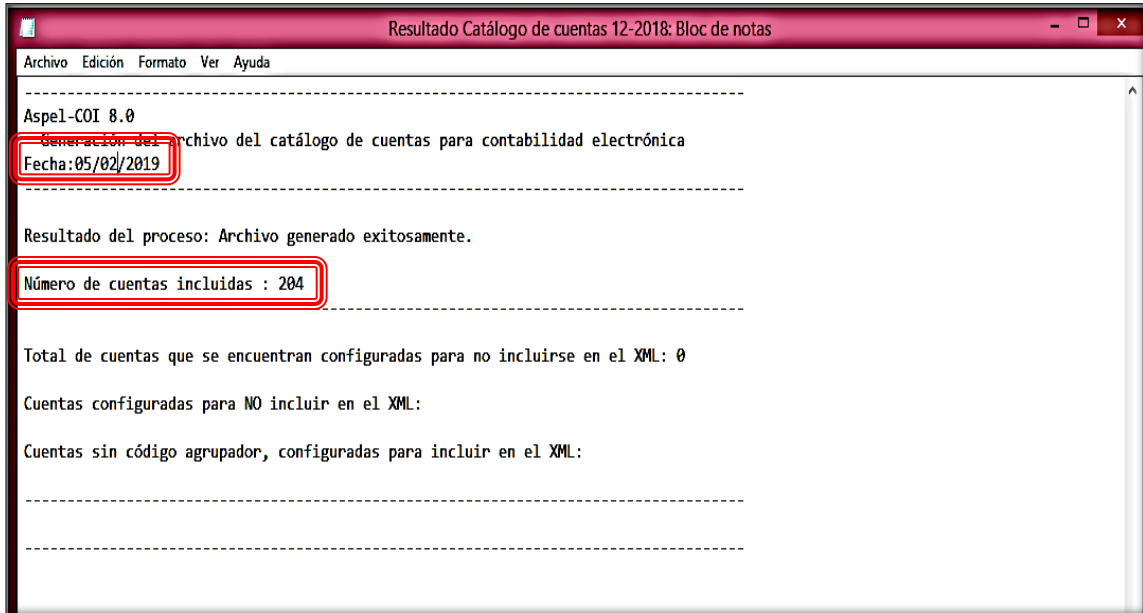 Resultado Catálogo de cuentas 12-2018: Bloc de notas
Archivo Edición Formato Ver Ayuda
--------------------------------------------------------------------------------
Aspel-COI 8.0
Generación del archivo del catálogo de cuentas para contabilidad electrónica
Fecha:05/02/2019
--------------------------------------------------------------------------------
Resultado del proceso: Archivo generado exitosamente.
Número de cuentas incluidas : 204
--------------------------------------------------------------------------------
Total de cuentas que se encuentran configuradas para no incluirse en el XML: 0
Cuentas configuradas para NO incluir en el XML:
Cuentas sin código agrupador, configuradas para incluir en el XML:
--------------------------------------------------------------------------------
--------------------------------------------------------------------------------